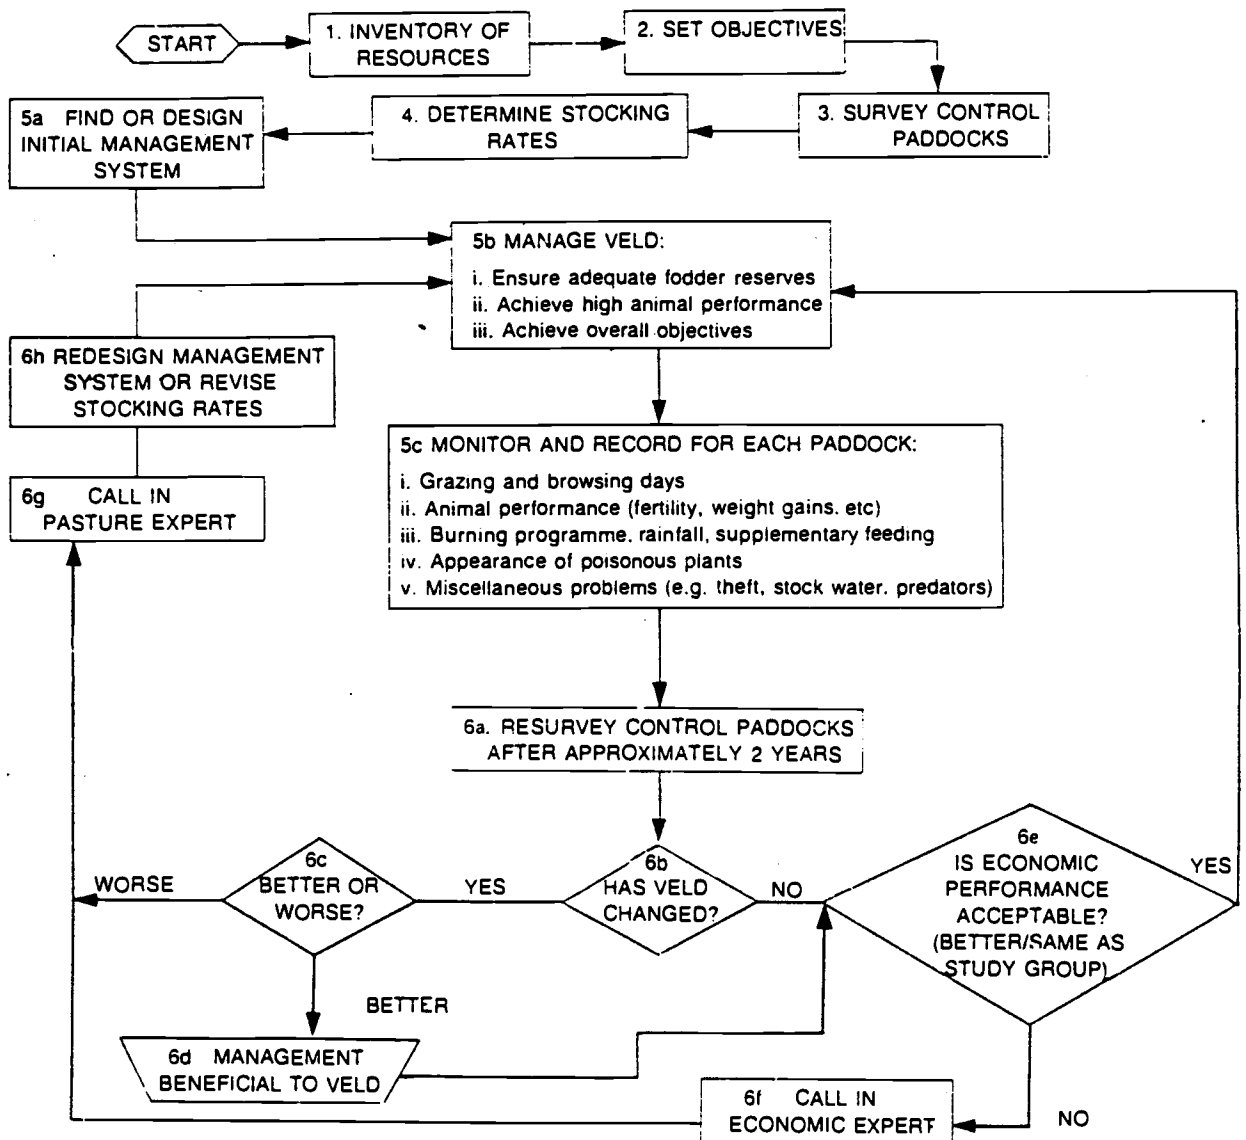 START
1. INVENTORY OF
RESOURCES
2. SET OBJECTIVES
3. SURVEY CONTROL
PADDOCKS
4. DETERMINE STOCKING
RATES
5a FIND OR DESIGN
INITIAL MANAGEMENT
SYSTEM
5b MANAGE VELD:
i. Ensure adequate fodder reserves
ii. Achieve high animal performance
iii. Achieve overall objectives
6h REDESIGN MANAGEMENT
SYSTEM OR REVISE
STOCKING RATES
5c MONITOR AND RECORD FOR EACH PADDOCK:
i. Grazing and browsing days
ii. Animal performance (fertility, weight gains. etc)
iii. Burning programme. rainfall, supplementary feeding
iv. Appearance of poisonous plants
v. Miscellaneous problems (e.g. theft, stock water. predators)
6g CALL IN
PASTURE EXPERT
6a. RESURVEY CONTROL PADDOCKS
AFTER APPROXIMATELY 2 YEARS
6b
HAS VELD
CHANGED?
YES
NO
6c
BETTER OR
WORSE?
WORSE
BETTER
6d MANAGEMENT
BENEFICIAL TO VELD
6e
IS ECONOMIC
PERFORMANCE
ACCEPTABLE?
(BETTER/SAME AS
STUDY GROUP)
YES
NO
6f CALL IN
ECONOMIC EXPERT